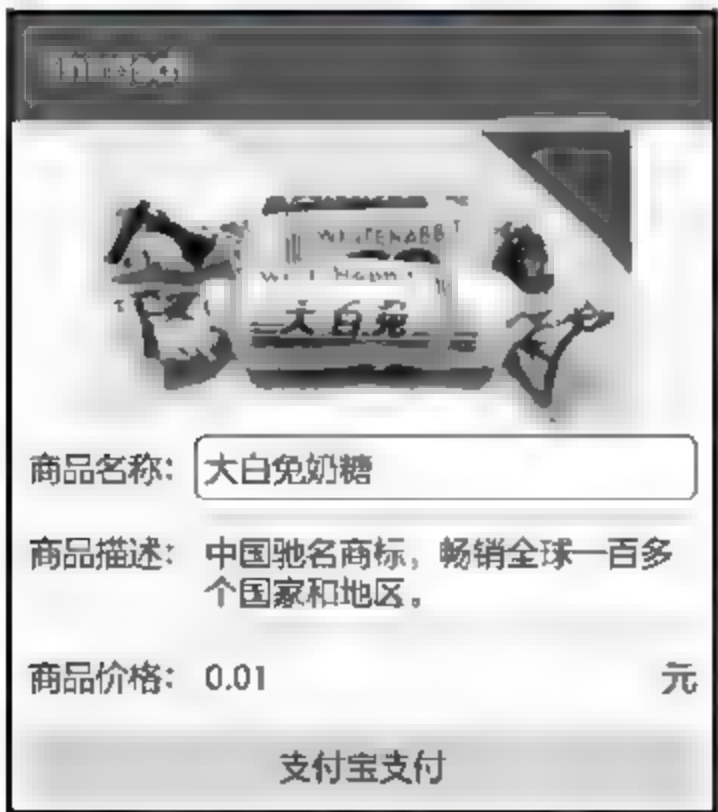 大白兔
商品名称： 大白兔奶糖
商品描述： 中国驰名商标，畅销全球一百多
个国家和地区。
商品价格： 0.01 元
支付宝支付